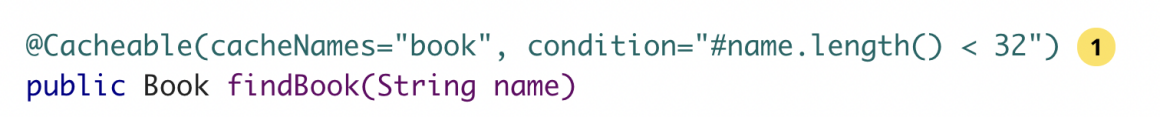 @Cacheable(cacheNames="book", condition="#name.length() < 32") 1
public Book findBook(String name)